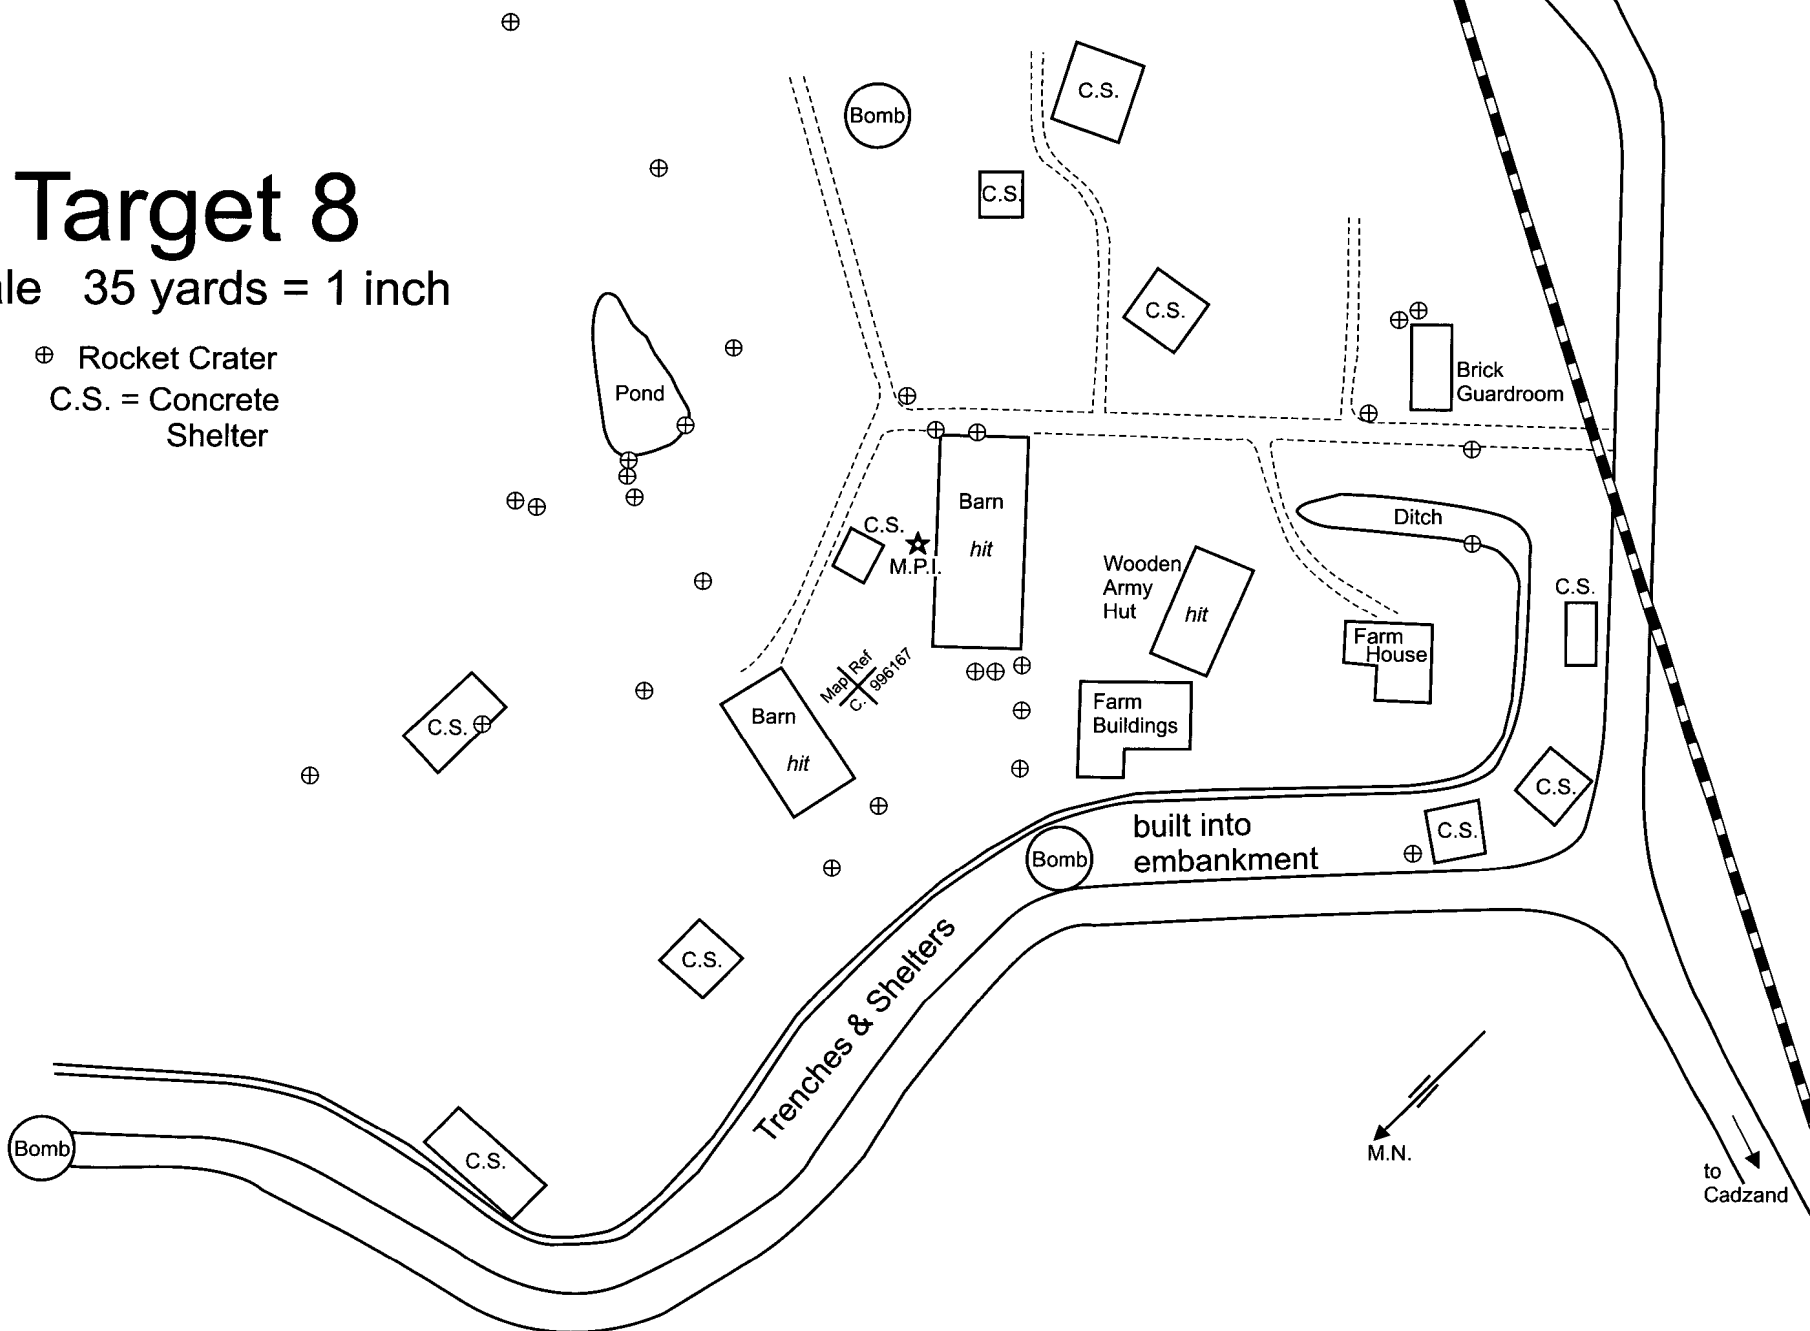 Target 8
ale 35 yards = 1 inch
⊕ Rocket Crater
C.S. = Concrete
Shelter
Bomb
C.S.
C.S.
C.S.
Pond
Brick
Guardroom
Barn
hit
C.S.
M.P.I.
Ditch
Wooden
Army
Hut
hit
C.S.
Farm
House
Map Ref
C. 996167
C.S.
Barn
hit
Farm
Buildings
C.S.
C.S.
built into
embankment
Bomb
C.S.
Trenches & Shelters
Bomb
C.S.
M.N.
to
Cadzand